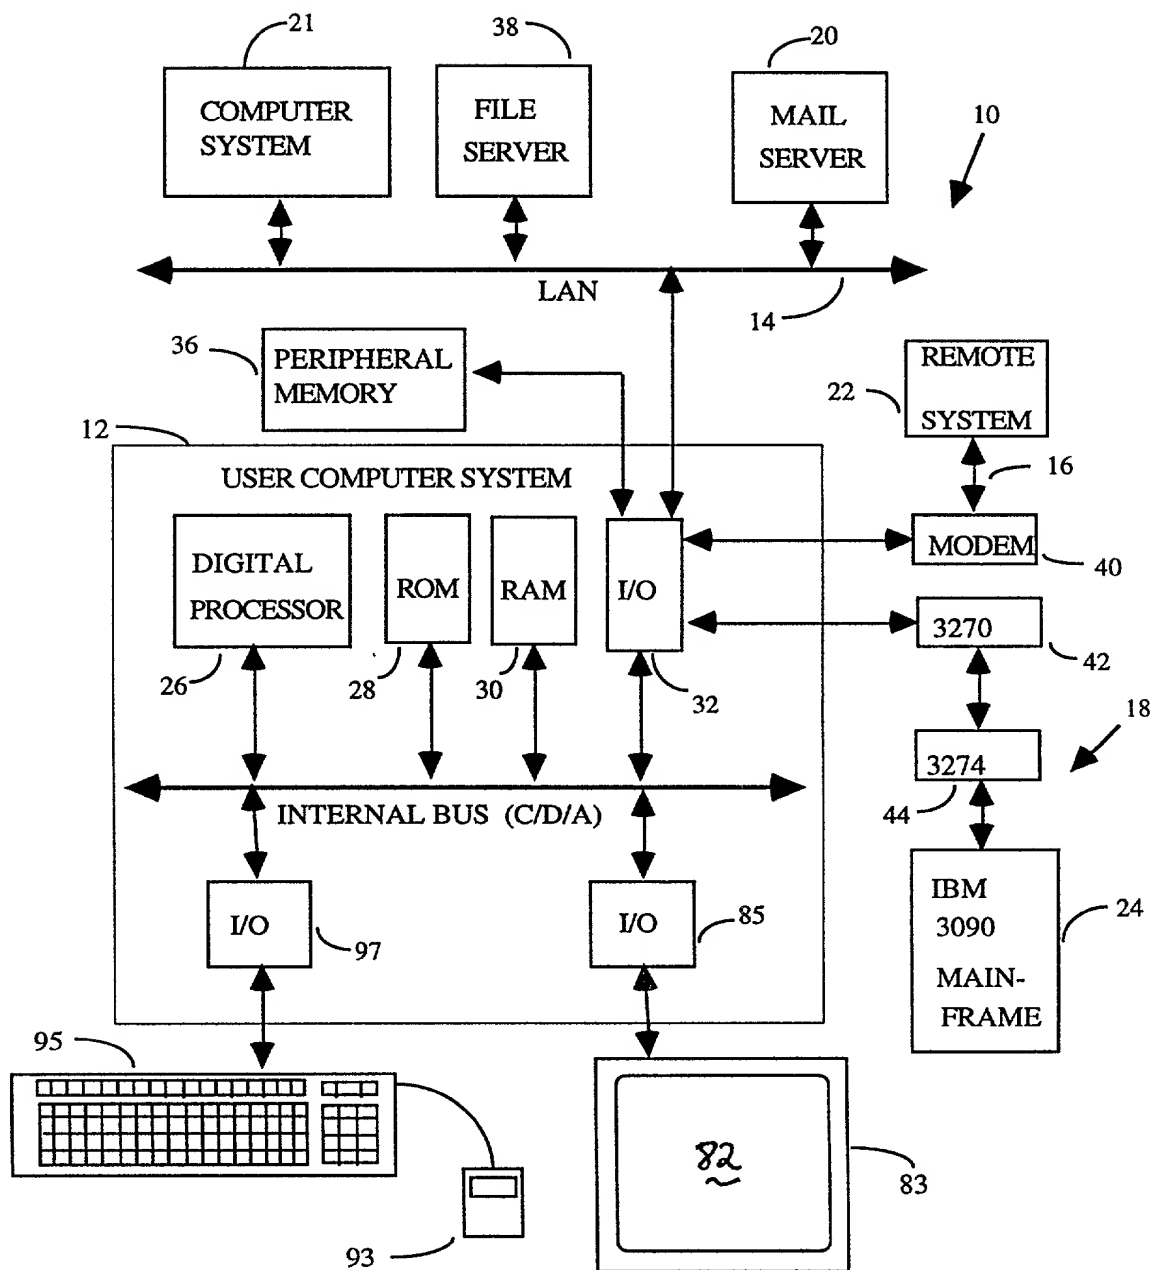 21
38
20
COMPUTER
SYSTEM
FILE
SERVER
MAIL
SERVER
10
LAN
14
36
PERIPHERAL
MEMORY
REMOTE
SYSTEM
22
12
16
USER COMPUTER SYSTEM
DIGITAL
PROCESSOR
ROM
RAM
I/O
MODEM
40
3270
42
26
28
30
32
18
3274
44
INTERNAL BUS (C/D/A)
I/O
97
I/O
85
IBM
3090
MAIN-
FRAME
24
95
82
83
93